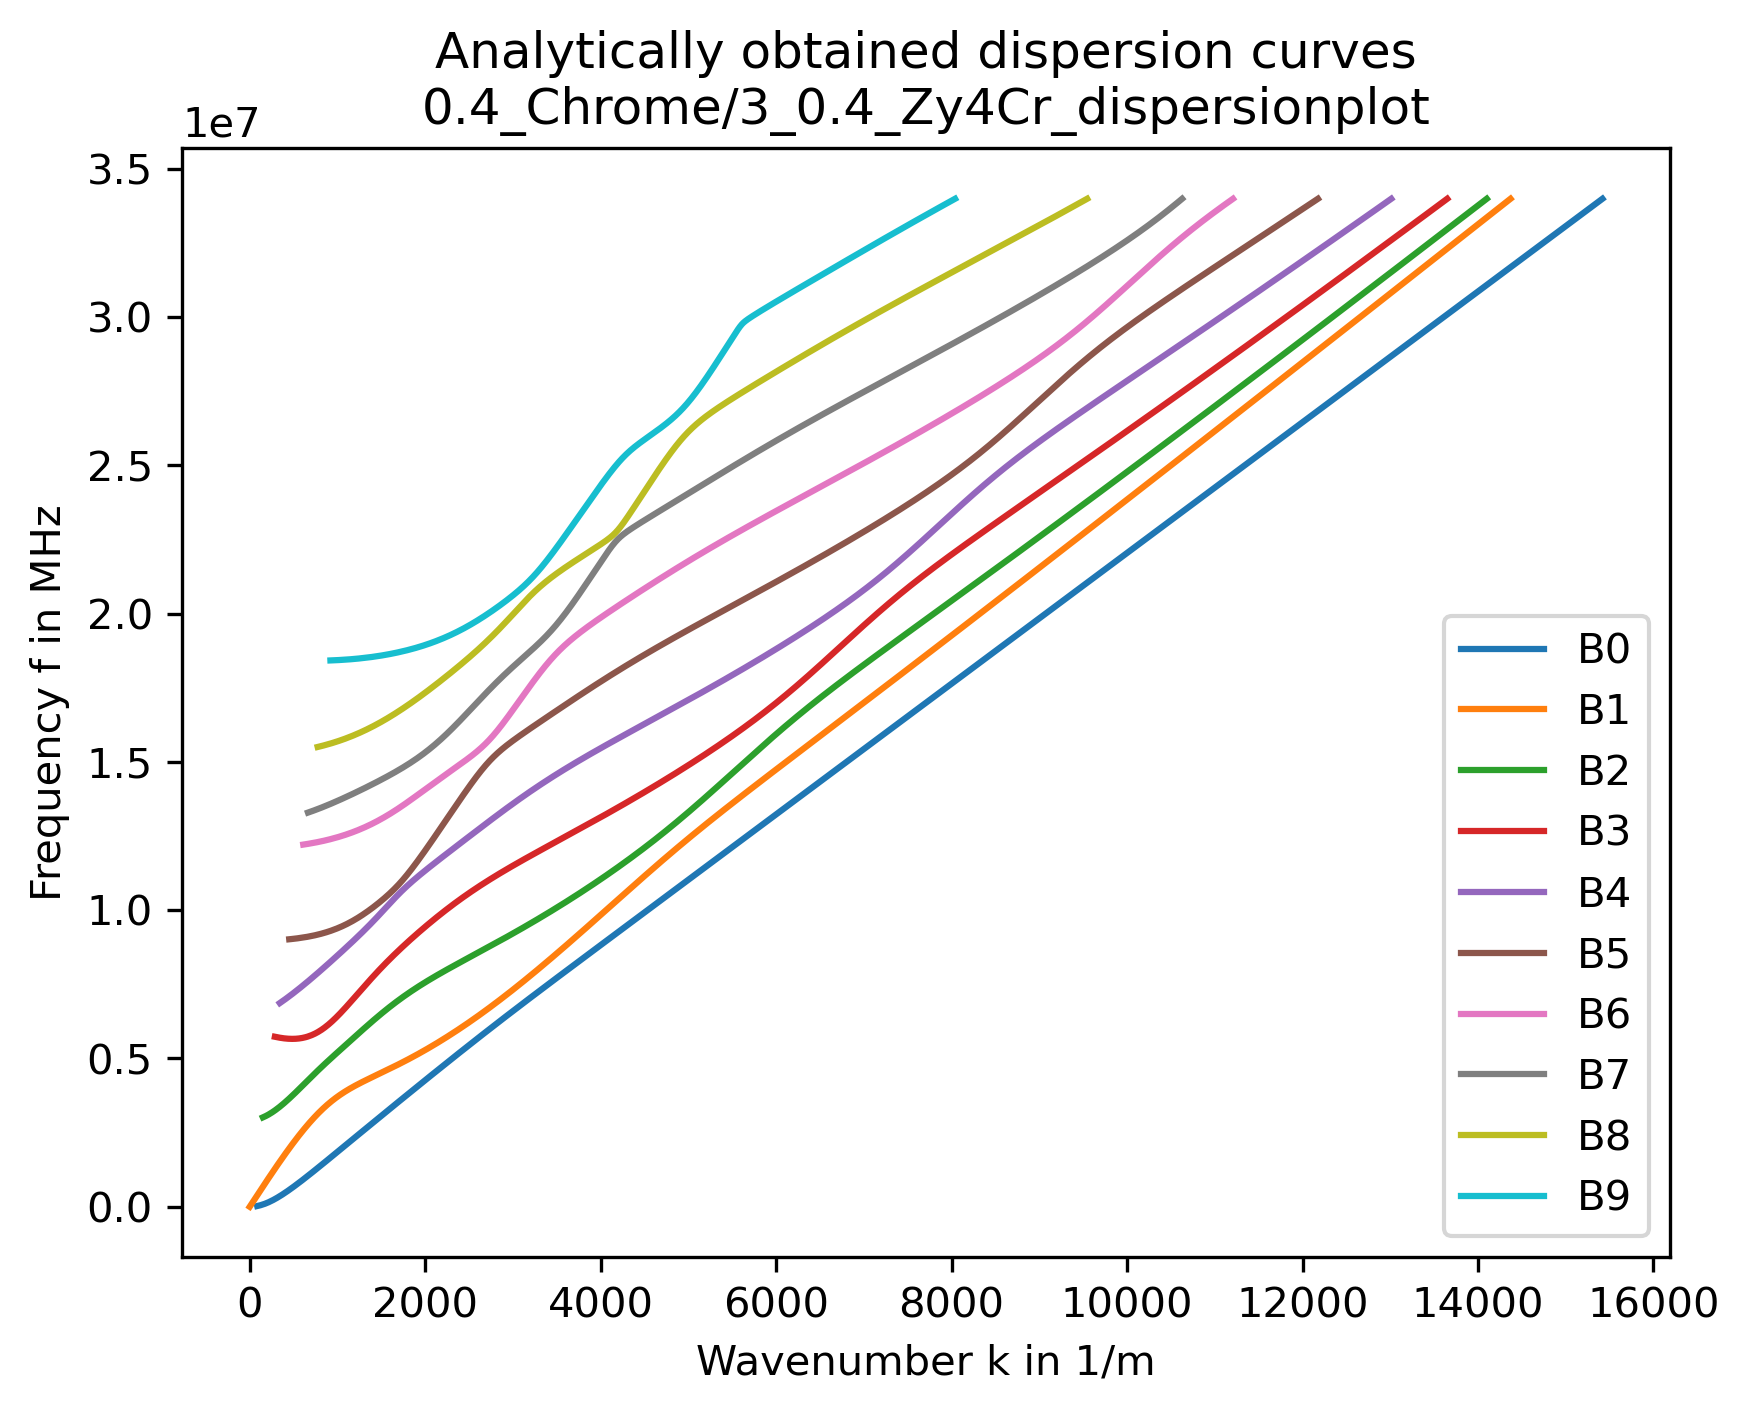 Analytically obtained dispersion curves
0.4_Chrome/3_0.4_Zy4Cr_dispersionplot
1e7
3.5
3.0
2.5
2.0
1.5
1.0
0.5
0.0
Frequency f in MHz
0 2000 4000 6000 8000 10000 12000 14000 16000
Wavenumber k in 1/m
B0
B1
B2
B3
B4
B5
B6
B7
B8
B9